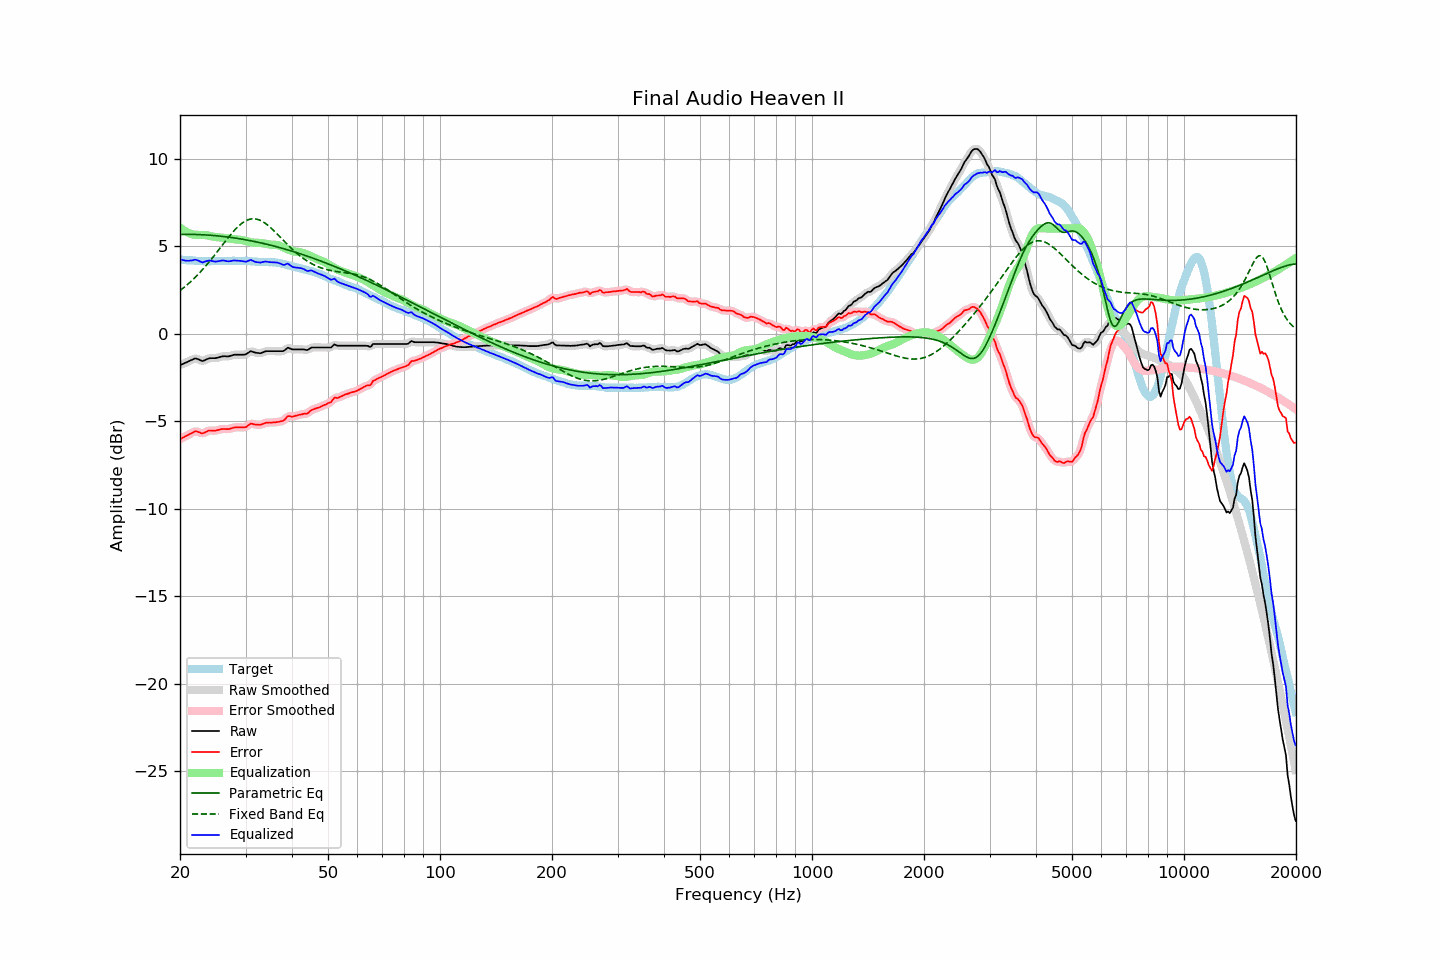 Final Audio Heaven II
Amplitude (dBr)
10
5
0
−5
−10
−15
−20
−25
Target
Raw Smoothed
Error Smoothed
Raw
Error
Equalization
Parametric Eq
Fixed Band Eq
Equalized
20 50 100 200 500 1000 2000 5000 10000 20000
Frequency (Hz)